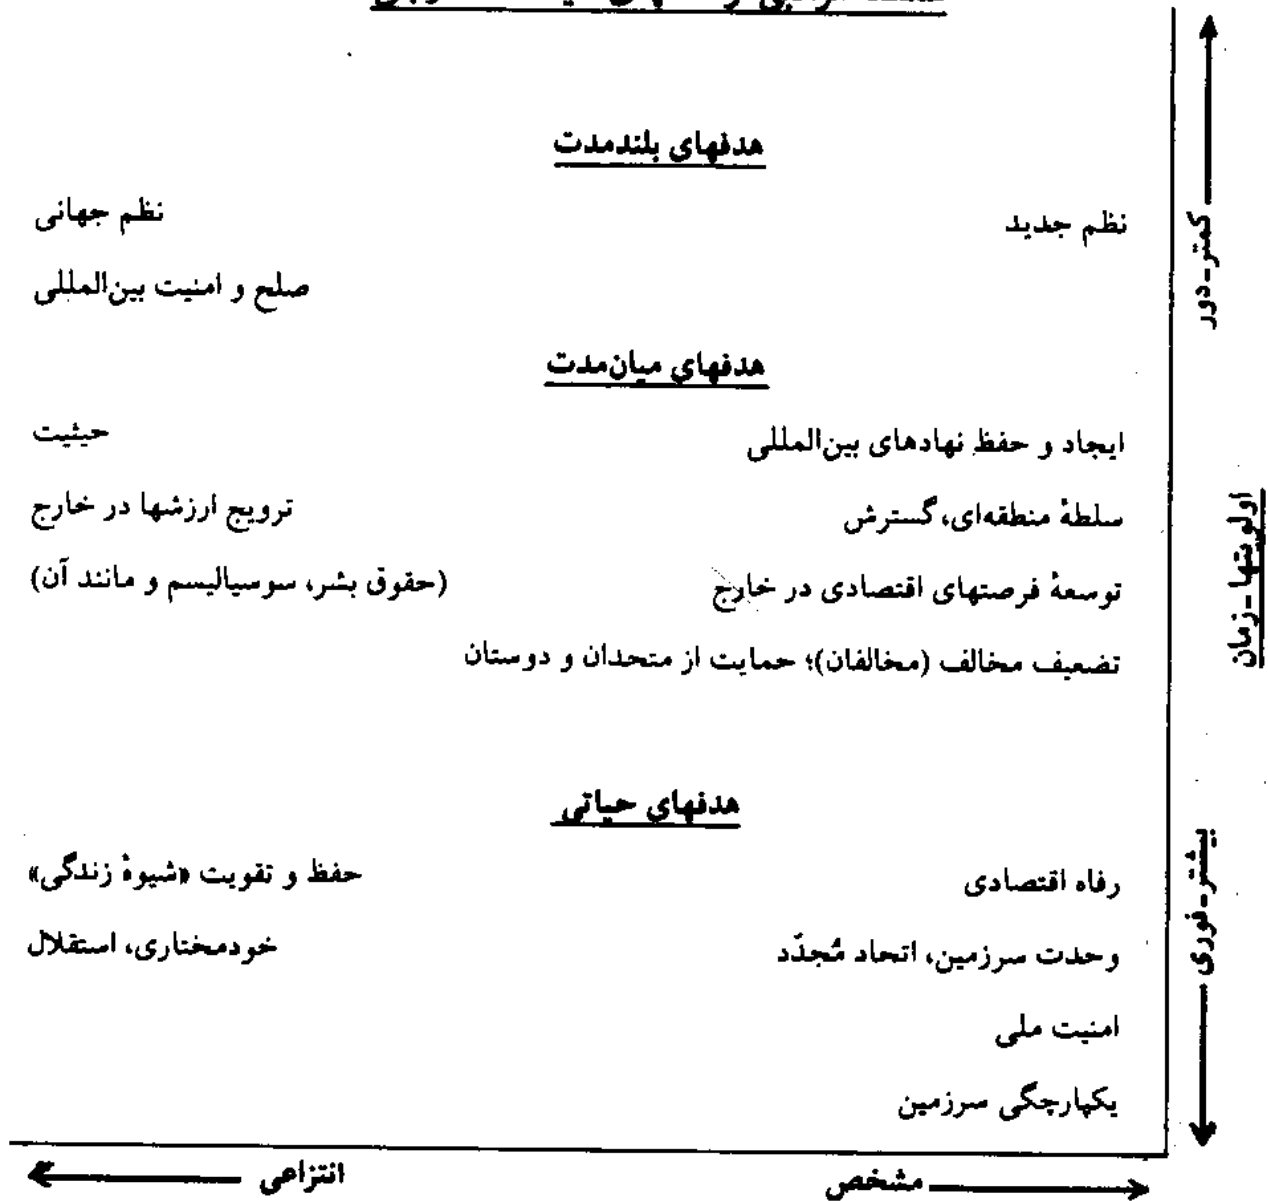 هدفهای بلندمدت
نظم جدید
نظم جهانی
صلح و امنیت بین‌المللی
هدفهای میان‌مدت
ایجاد و حفظ نهادهای بین‌المللی
حیثیت
سلطهٔ منطقه‌ای، گسترش
ترویج ارزشها در خارج
توسعهٔ فرصتهای اقتصادی در خارج
(حقوق بشر، سوسیالیسم و مانند آن)
تضعیف مخالف (مخالفان)؛ حمایت از متحدان و دوستان
هدفهای حیاتی
رفاه اقتصادی
حفظ و تقویت «شیوهٔ زندگی»
وحدت سرزمین، اتحاد مُجدّد
خودمختاری، استقلال
امنیت ملی
یکپارچگی سرزمین
کمتر-دور
اولویتها-زمان
بیشتر-فوری
مشخص
انتزاعی